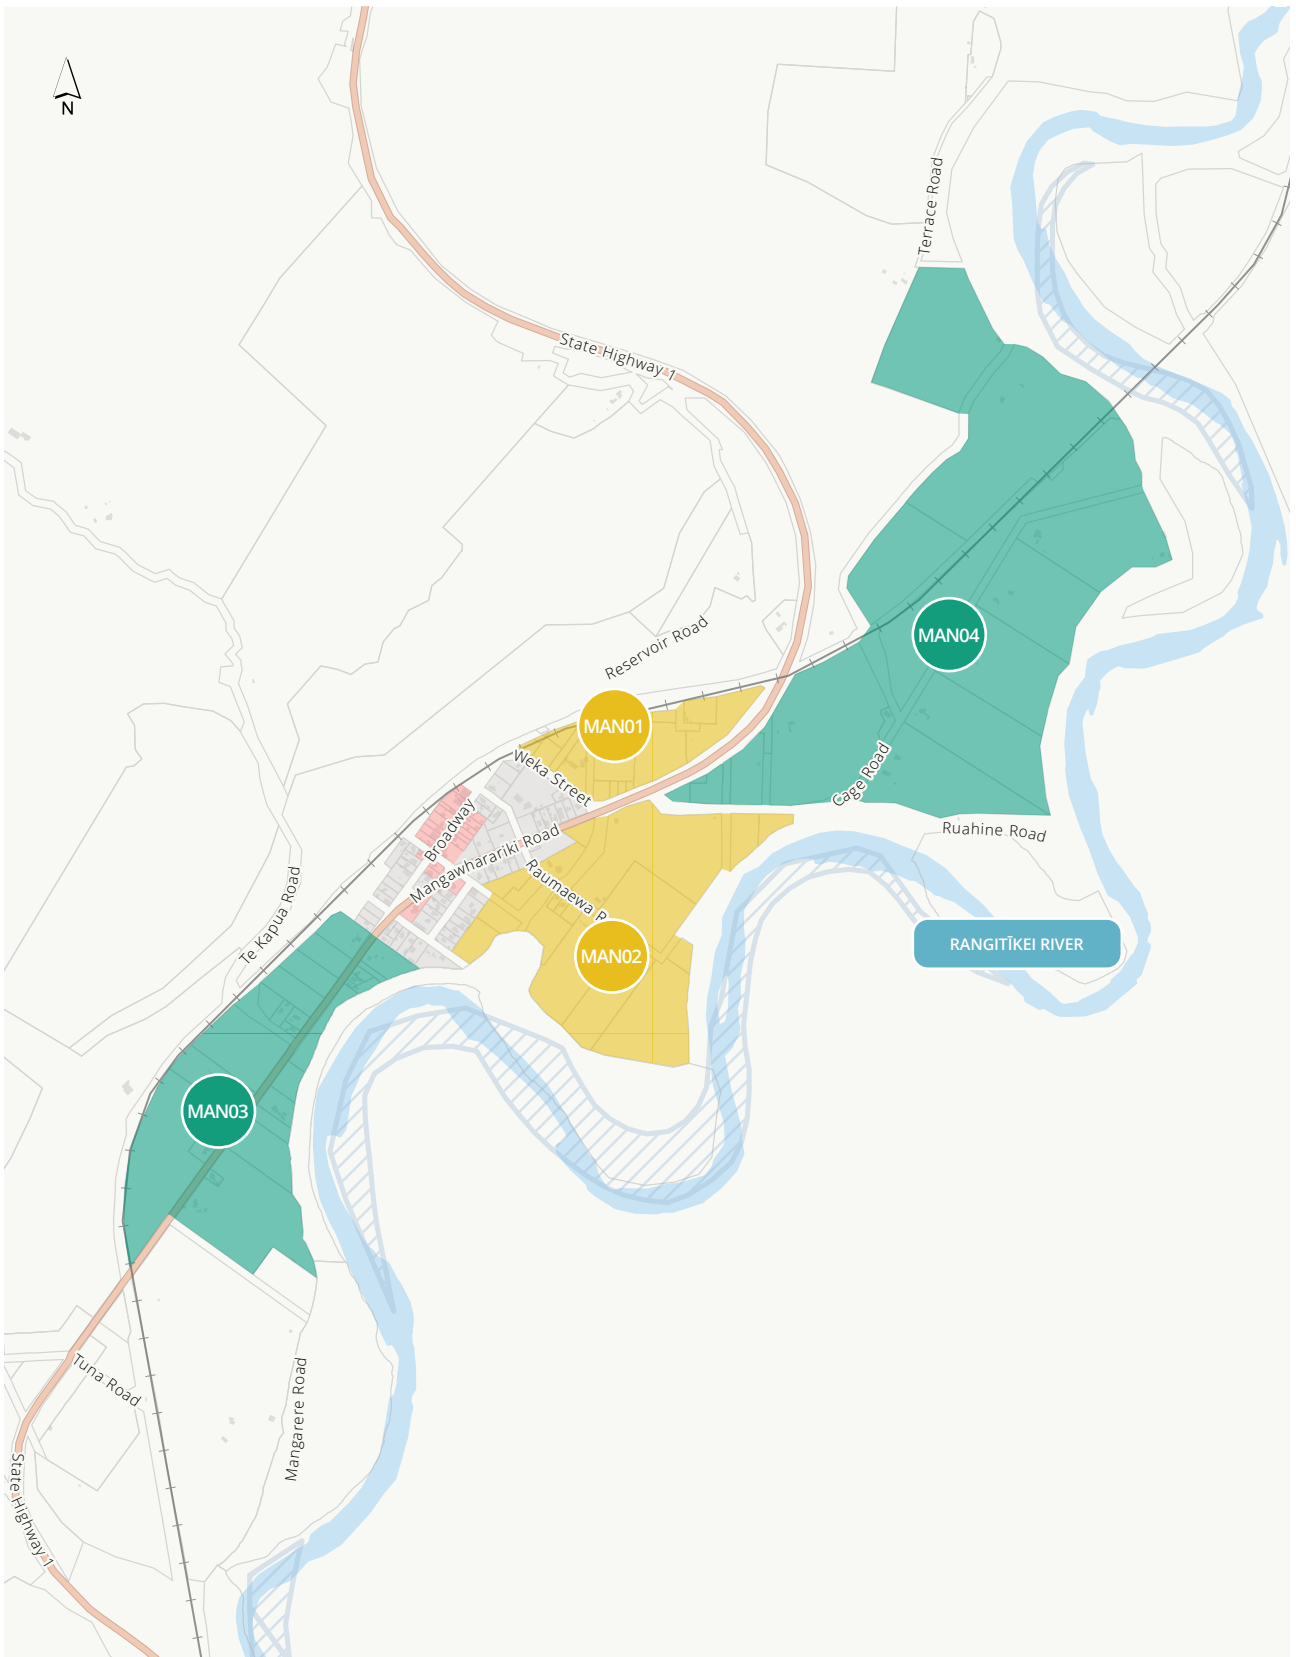 N
Terrace Road
State Highway 1
Reservoir Road
MAN04
MAN01
Weka Street
Cage Road
Broadway
Ruahine Road
Mangawharariki Road
Raumaewa R
Te Kapua Road
RANGITĪKEI RIVER
MAN02
MAN03
Tuna Road
Mangarere Road
State Highway 1